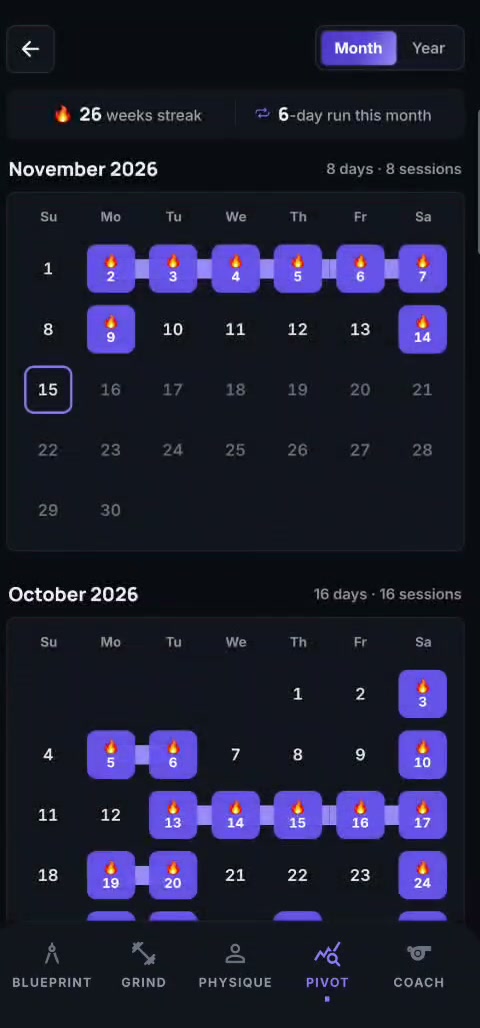 Month Year
🔥 26 weeks streak 6-day run this month
November 2026 8 days · 8 sessions
Su Mo Tu We Th Fr Sa
1 2 3 4 5 6 7
8 9 10 11 12 13 14
15 16 17 18 19 20 21
22 23 24 25 26 27 28
29 30
October 2026 16 days · 16 sessions
Su Mo Tu We Th Fr Sa
1 2 3
4 5 6 7 8 9 10
11 12 13 14 15 16 17
18 19 20 21 22 23 24
BLUEPRINT GRIND PHYSIQUE PIVOT COACH